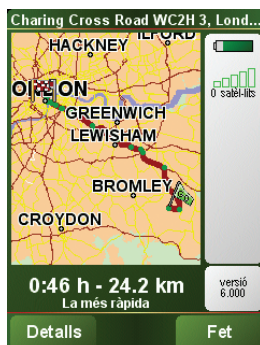 Charing Cross Road WC2H 3, Lond...
HACKNEY
ILFORD
GREENWICH
LEWISHAM
BROMLEY
CROYDON
0 satèl·lits
0:46 h - 24.2 km
La més ràpida
versió
6.000
Detalls
Fet